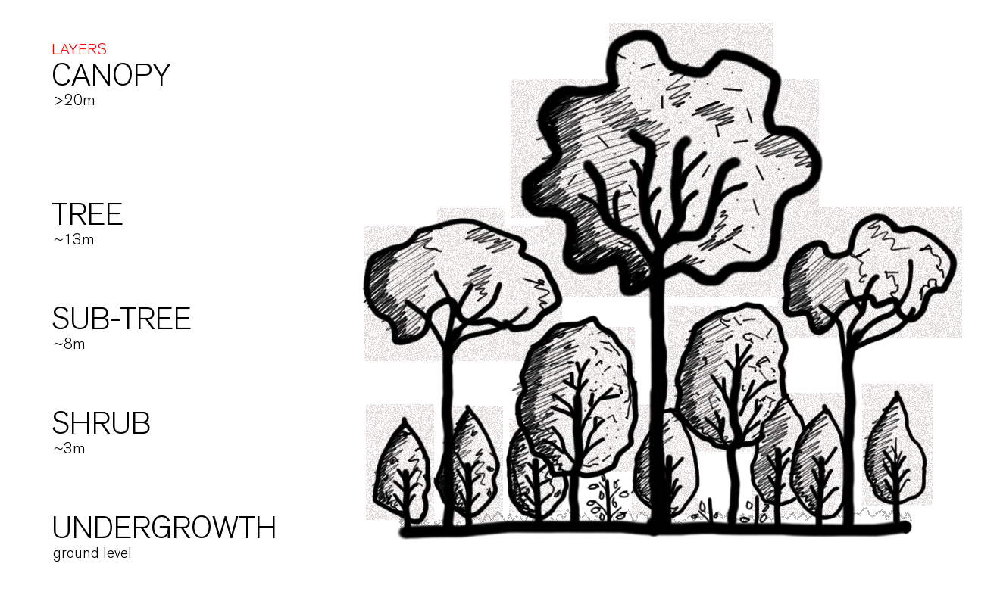 LAYERS
CANOPY
>20m
TREE
~13m
SUB-TREE
~8m
SHRUB
~3m
UNDERGROWTH
ground level